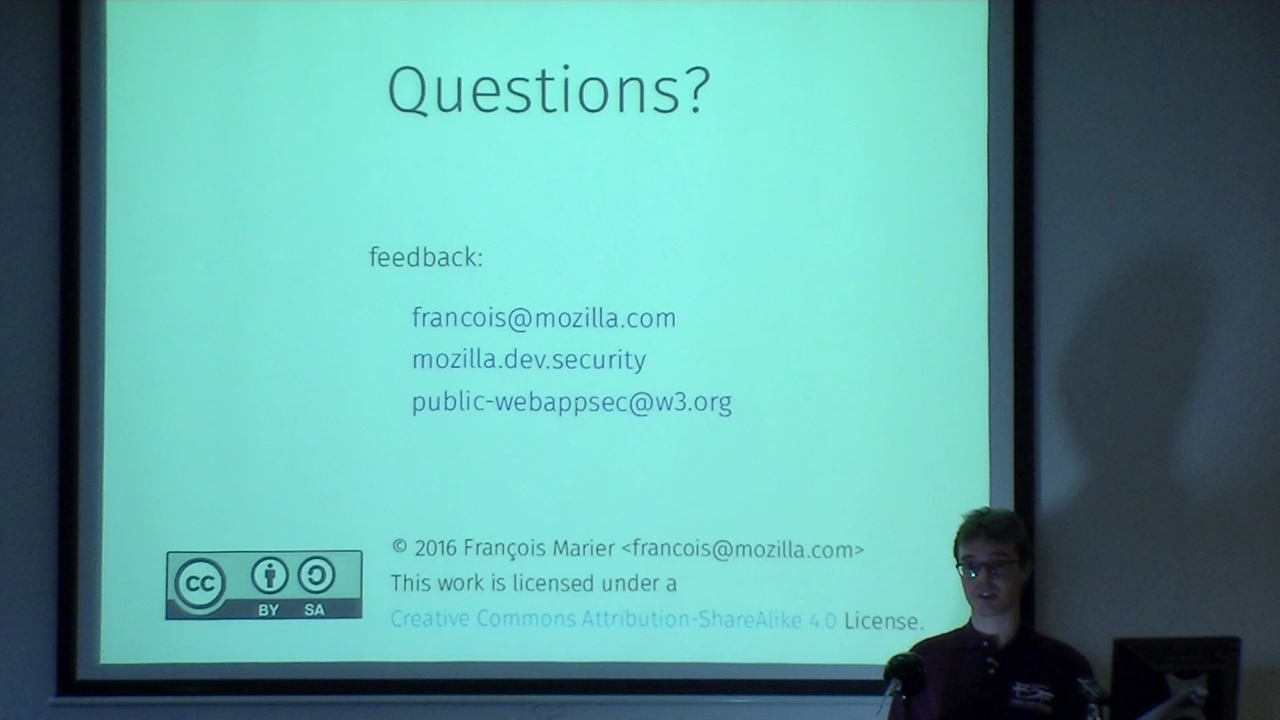 Questions?
feedback:
francois@mozilla.com
mozilla.dev.security
public-webappsec@w3.org
© 2016 François Marier <francois@mozilla.com>
This work is licensed under a
Creative Commons Attribution-ShareAlike 4.0 License.
CC
BY SA